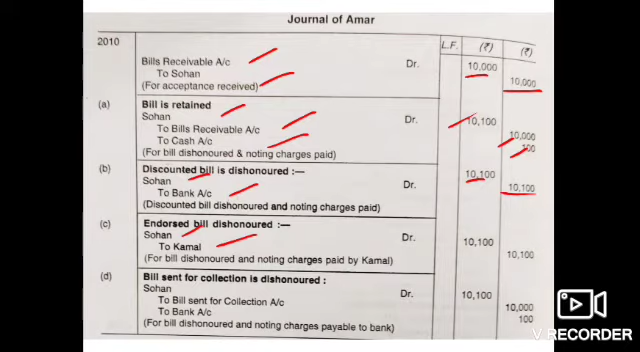 Journal of Amar
2010 L.F. (₹) (₹)
Bills Receivable A/c Dr. 10,000
To Sohan 10,000
(For acceptance received)
(a) Bill is retained
Sohan Dr. 10,100
To Bills Receivable A/c 10,000
To Cash A/c 100
(For bill dishonoured & noting charges paid)
(b) Discounted bill is dishonoured :—
Sohan Dr. 10,100
To Bank A/c 10,100
(Discounted bill dishonoured and noting charges paid)
(c) Endorsed bill dishonoured :—
Sohan Dr. 10,100
To Kamal 10,100
(For bill dishonoured and noting charges paid by Kamal)
(d) Bill sent for collection is dishonoured :
Sohan Dr. 10,100
To Bill sent for Collection A/c 10,000
To Bank A/c 100
(For bill dishonoured and noting charges payable to bank)
V RECORDER